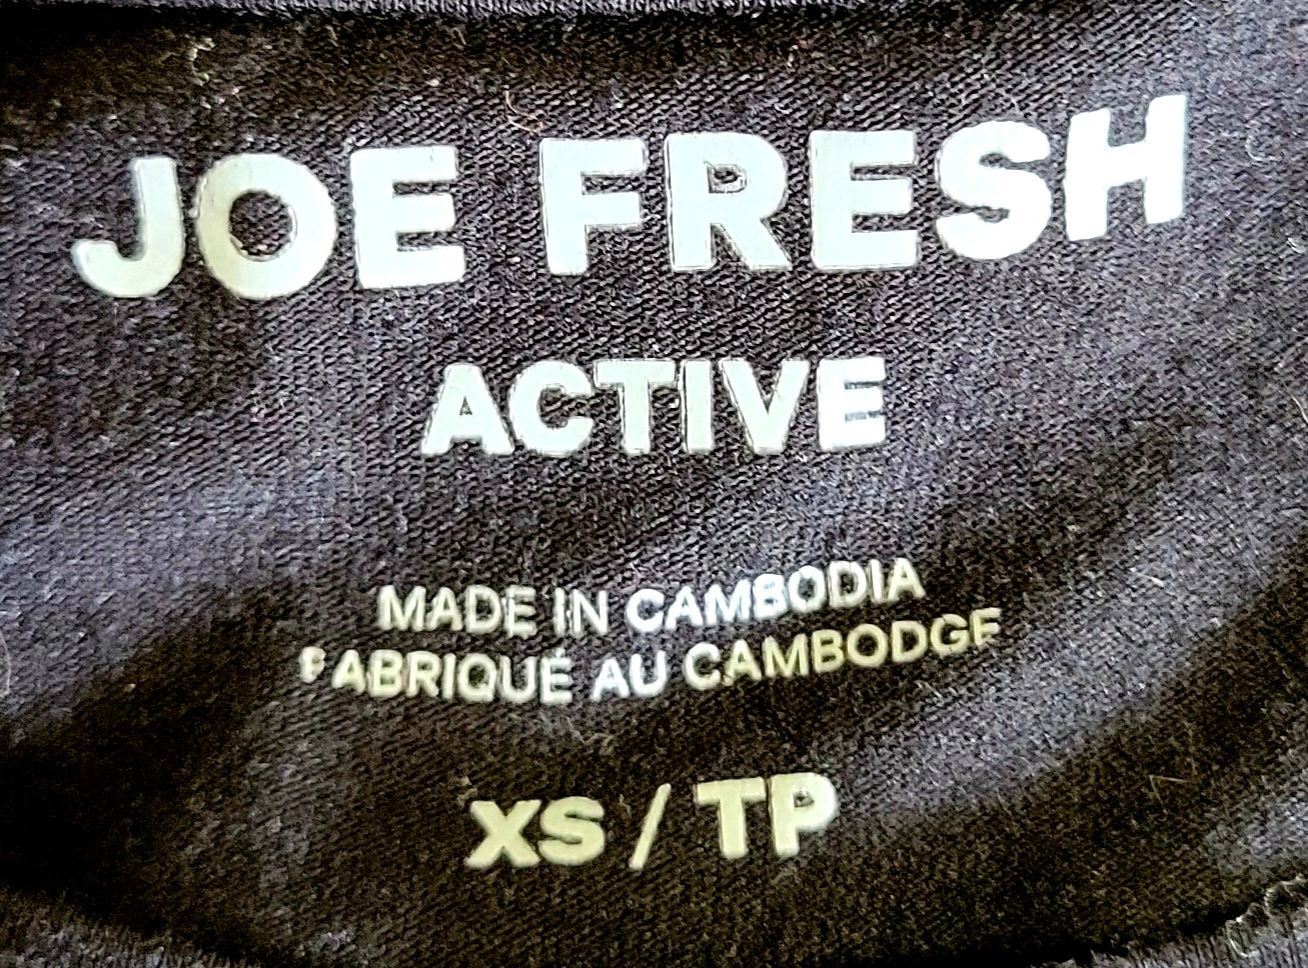 JOE FRESH
ACTIVE
MADE IN CAMBODIA
FABRIQUÉ AU CAMBODGE
XS / TP